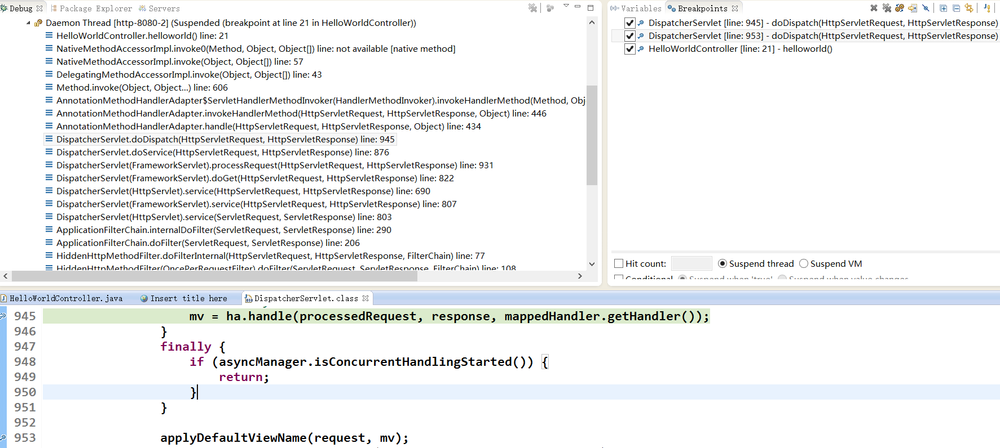 Debug Package Explorer Servers
Daemon Thread [http-8080-2] (Suspended (breakpoint at line 21 in HelloWorldController))
HelloWorldController.helloworld() line: 21
NativeMethodAccessorImpl.invoke0(Method, Object, Object[]) line: not available [native method]
NativeMethodAccessorImpl.invoke(Object, Object[]) line: 57
DelegatingMethodAccessorImpl.invoke(Object, Object[]) line: 43
Method.invoke(Object, Object...) line: 606
AnnotationMethodHandlerAdapter$ServletHandlerMethodInvoker(HandlerMethodInvoker).invokeHandlerMethod(Method, Obj
AnnotationMethodHandlerAdapter.invokeHandlerMethod(HttpServletRequest, HttpServletResponse, Object) line: 446
AnnotationMethodHandlerAdapter.handle(HttpServletRequest, HttpServletResponse, Object) line: 434
DispatcherServlet.doDispatch(HttpServletRequest, HttpServletResponse) line: 945
DispatcherServlet.doService(HttpServletRequest, HttpServletResponse) line: 876
DispatcherServlet(FrameworkServlet).processRequest(HttpServletRequest, HttpServletResponse) line: 931
DispatcherServlet(FrameworkServlet).doGet(HttpServletRequest, HttpServletResponse) line: 822
DispatcherServlet(HttpServlet).service(HttpServletRequest, HttpServletResponse) line: 690
DispatcherServlet(FrameworkServlet).service(HttpServletRequest, HttpServletResponse) line: 807
DispatcherServlet(HttpServlet).service(ServletRequest, ServletResponse) line: 803
ApplicationFilterChain.internalDoFilter(ServletRequest, ServletResponse) line: 290
ApplicationFilterChain.doFilter(ServletRequest, ServletResponse) line: 206
HiddenHttpMethodFilter.doFilterInternal(HttpServletRequest, HttpServletResponse, FilterChain) line: 77
HiddenHttpMethodFilter(OncePerRequestFilter).doFilter(ServletRequest, ServletResponse, FilterChain) line: 108
(x)= Variables Breakpoints
DispatcherServlet [line: 945] - doDispatch(HttpServletRequest, HttpServletResponse)
DispatcherServlet [line: 953] - doDispatch(HttpServletRequest, HttpServletResponse)
HelloWorldController [line: 21] - helloworld()
Hit count: Suspend thread Suspend VM
Conditional Suspend when 'true' Suspend when value changes
HelloWorldController.java Insert title here DispatcherServlet.class
945 mv = ha.handle(processedRequest, response, mappedHandler.getHandler());
946 }
947 finally {
948 if (asyncManager.isConcurrentHandlingStarted()) {
949 return;
950 }
951 }
952
953 applyDefaultViewName(request, mv);